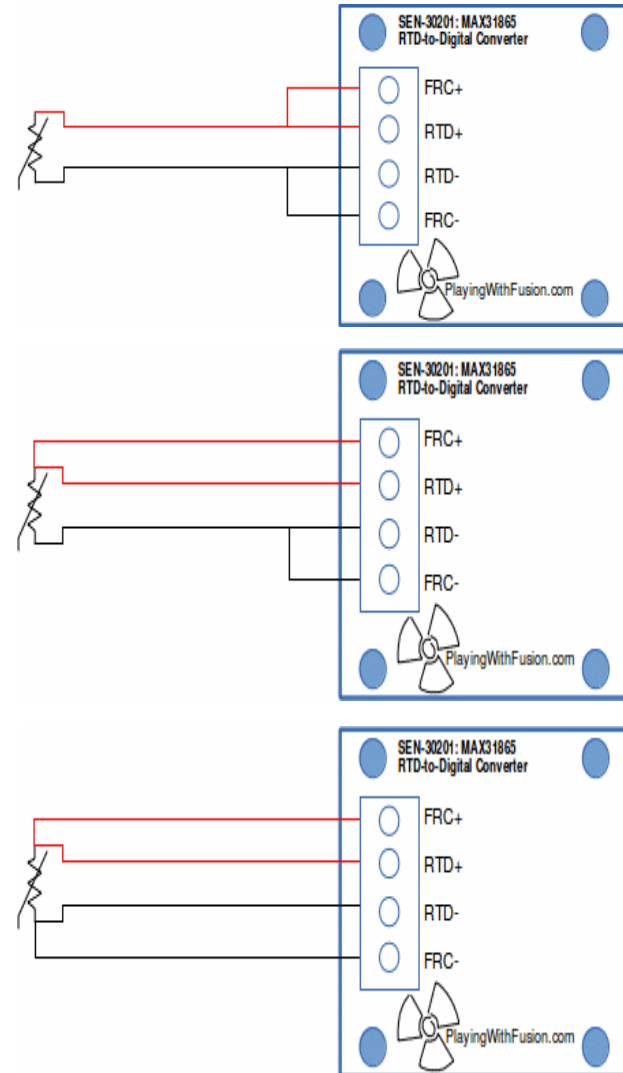 SEN-30201: MAX31865
RTD-to-Digital Converter
FRC+
RTD+
RTD-
FRC-
PlayingWithFusion.com
SEN-30201: MAX31865
RTD-to-Digital Converter
FRC+
RTD+
RTD-
FRC-
PlayingWithFusion.com
SEN-30201: MAX31865
RTD-to-Digital Converter
FRC+
RTD+
RTD-
FRC-
PlayingWithFusion.com